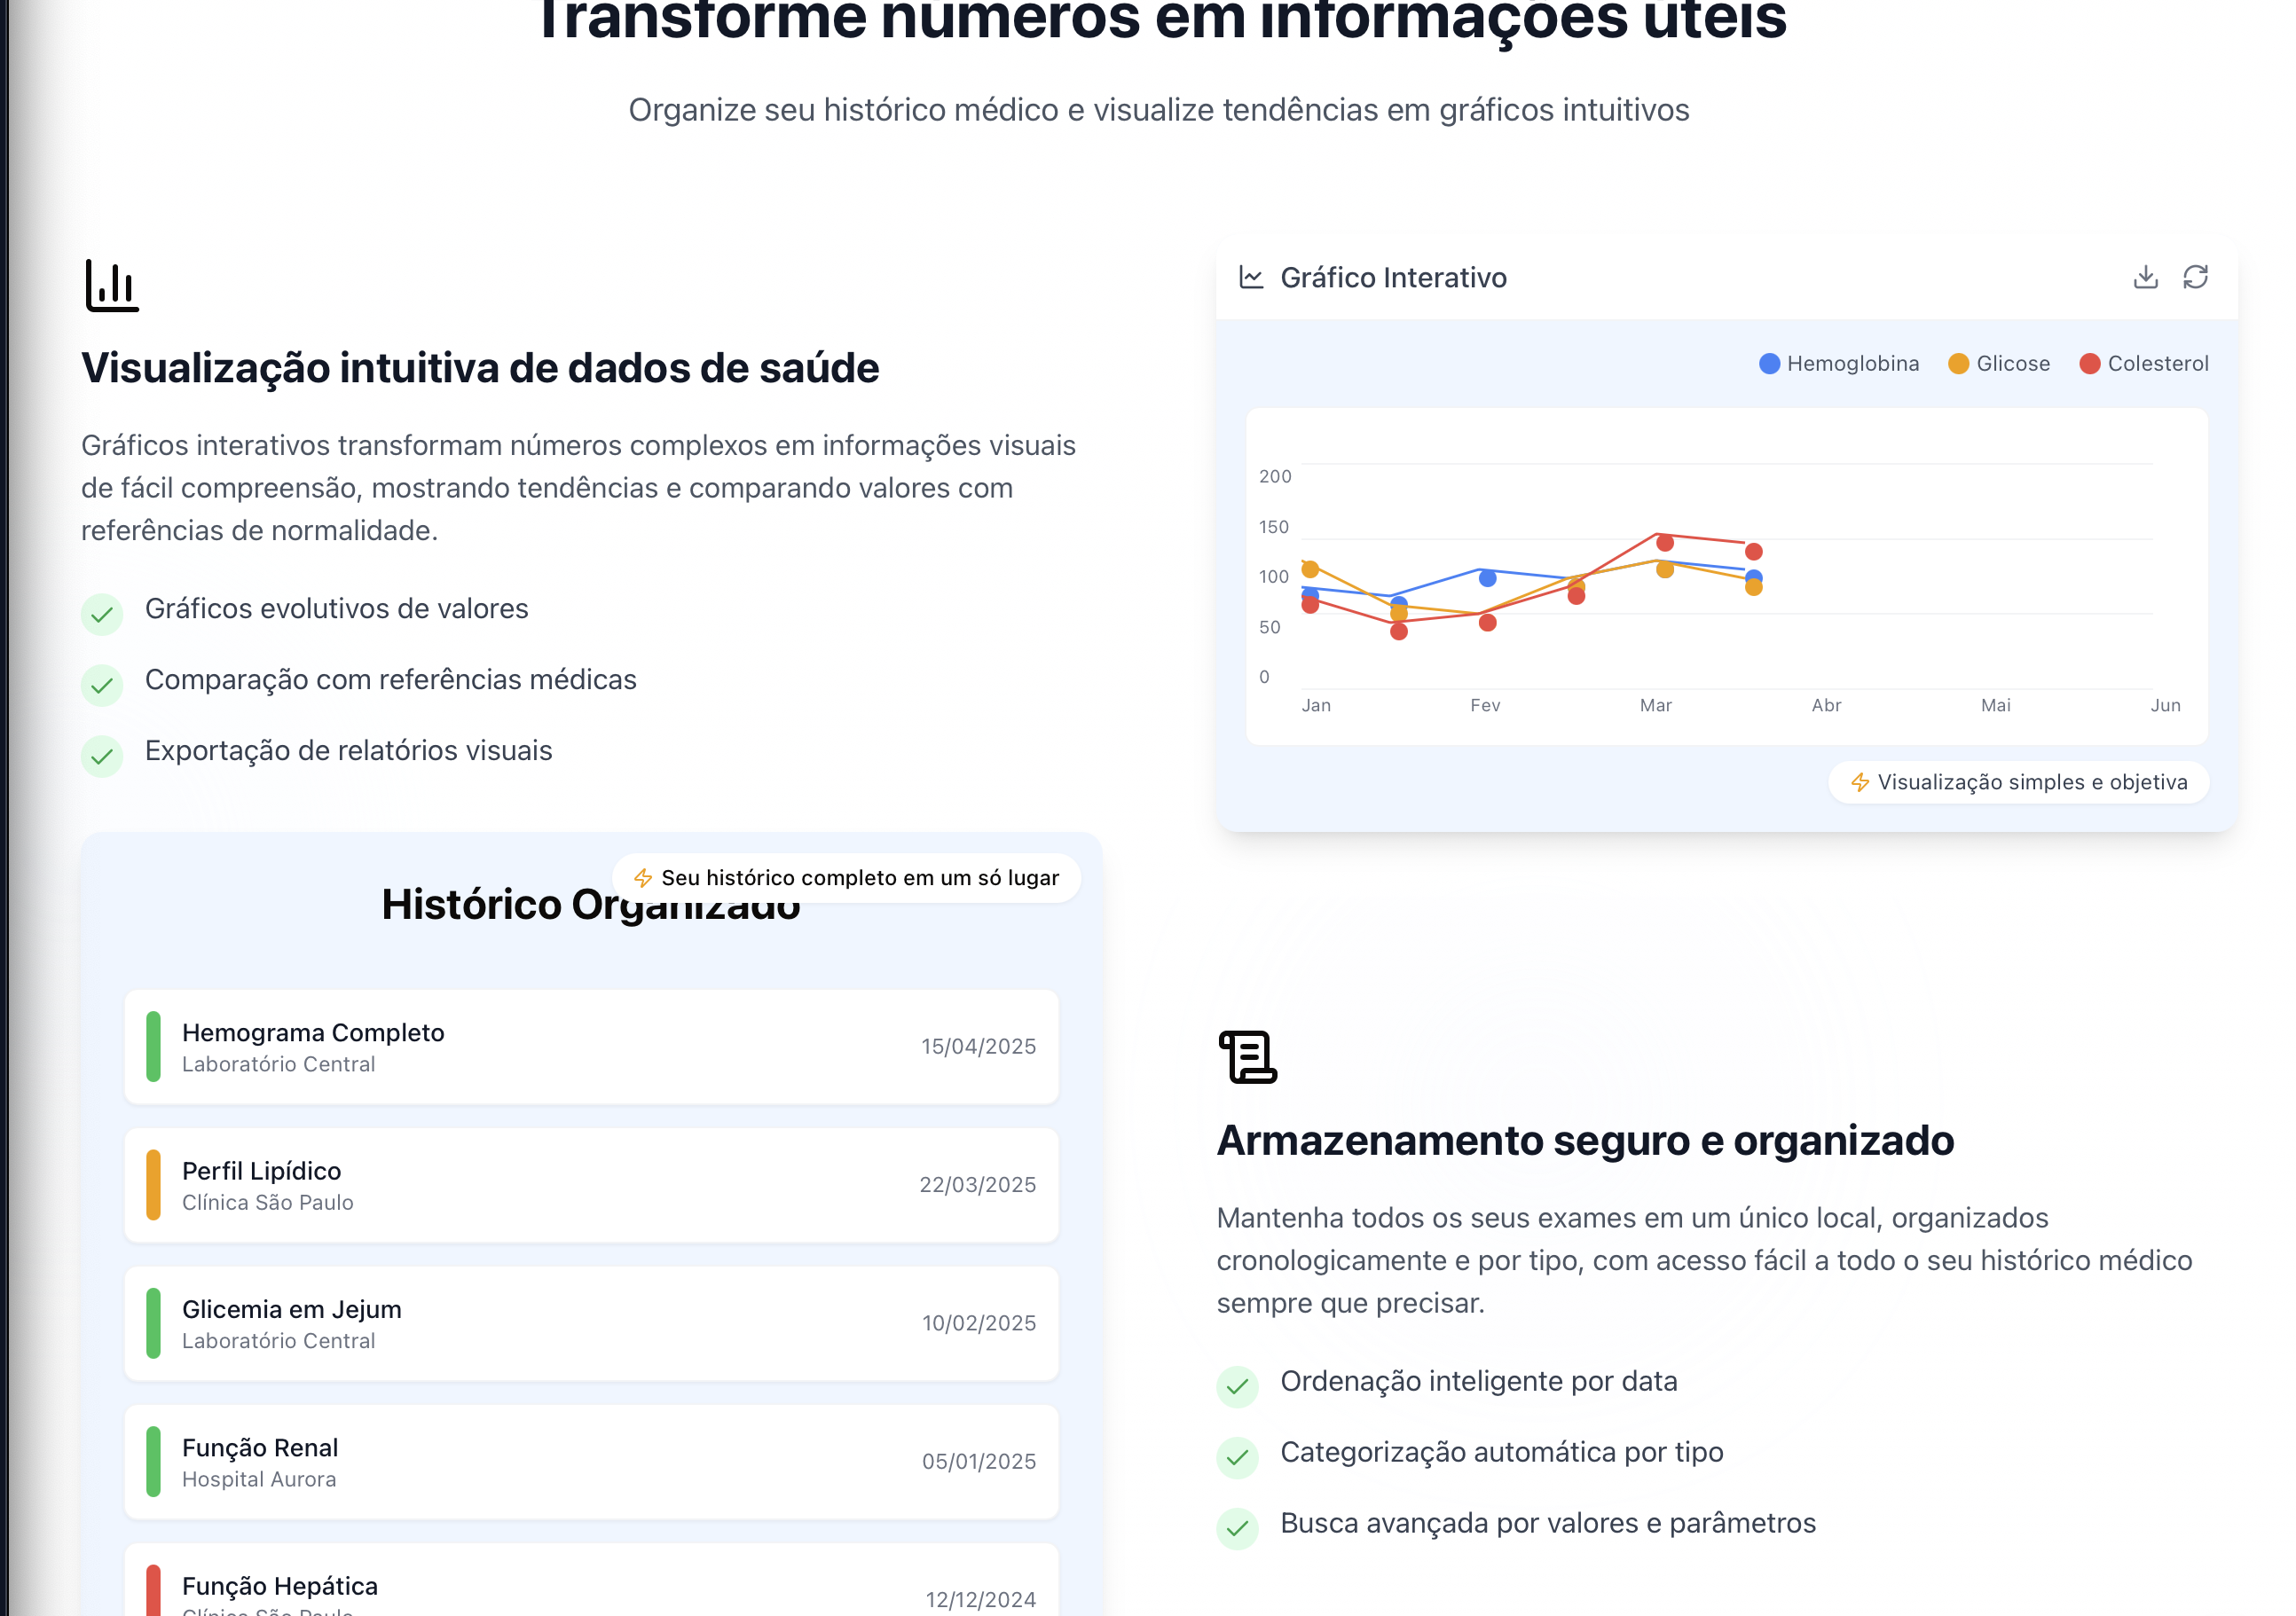 Transforme números em informações úteis
Organize seu histórico médico e visualize tendências em gráficos intuitivos
Visualização intuitiva de dados de saúde
Gráficos interativos transformam números complexos em informações visuais
de fácil compreensão, mostrando tendências e comparando valores com
referências de normalidade.
Gráficos evolutivos de valores
Comparação com referências médicas
Exportação de relatórios visuais
Gráfico Interativo
Hemoglobina Glicose Colesterol
200
150
100
50
0
Jan Fev Mar Abr Mai Jun
Visualização simples e objetiva
Seu histórico completo em um só lugar
Histórico Organizado
Hemograma Completo
Laboratório Central
15/04/2025
Perfil Lipídico
Clínica São Paulo
22/03/2025
Glicemia em Jejum
Laboratório Central
10/02/2025
Função Renal
Hospital Aurora
05/01/2025
Função Hepática
Clínica São Paulo
12/12/2024
Armazenamento seguro e organizado
Mantenha todos os seus exames em um único local, organizados
cronologicamente e por tipo, com acesso fácil a todo o seu histórico médico
sempre que precisar.
Ordenação inteligente por data
Categorização automática por tipo
Busca avançada por valores e parâmetros